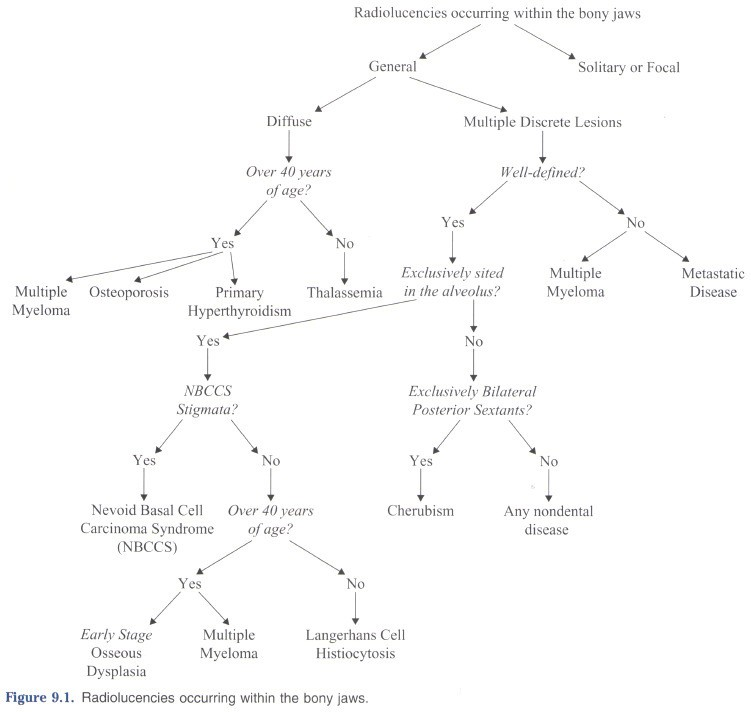 Radiolucencies occurring within the bony jaws
General
Solitary or Focal
Diffuse
Multiple Discrete Lesions
Over 40 years
of age?
Well-defined?
Yes
No
Yes
No
Multiple
Myeloma
Osteoporosis
Primary
Hyperthyroidism
Thalassemia
Exclusively sited
in the alveolus?
Multiple
Myeloma
Metastatic
Disease
Yes
No
NBCCS
Stigmata?
Exclusively Bilateral
Posterior Sextants?
Yes
No
Yes
No
Nevoid Basal Cell
Carcinoma Syndrome
(NBCCS)
Over 40 years
of age?
Cherubism
Any nondental
disease
Yes
No
Early Stage
Osseous
Dysplasia
Multiple
Myeloma
Langerhans Cell
Histiocytosis
Figure 9.1. Radiolucencies occurring within the bony jaws.